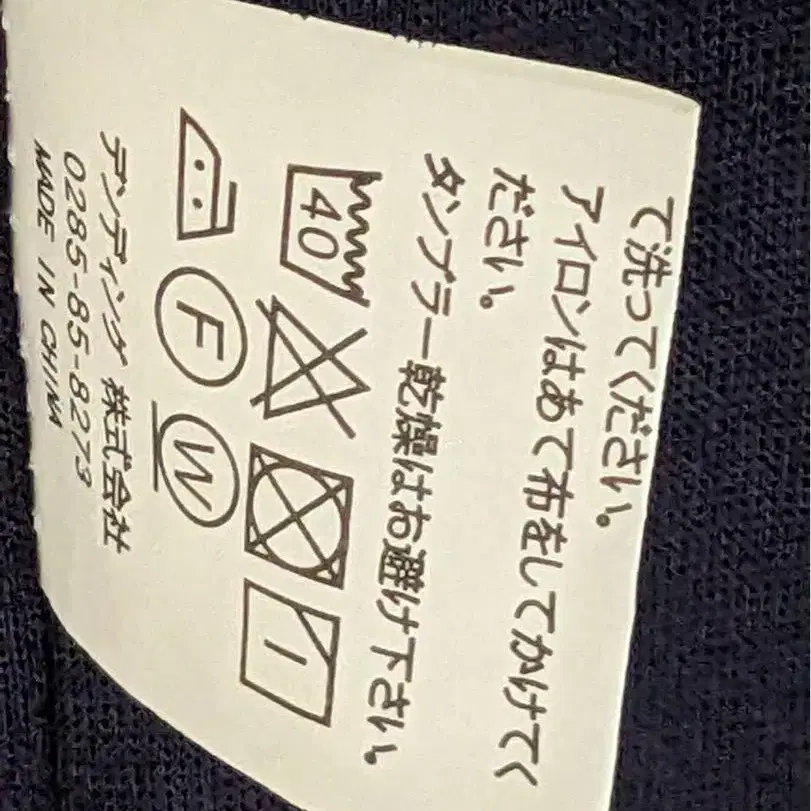 て洗ってください。
アイロンはあて布をしてかけてく
ださい。
タンブラー乾燥はお避け下さい。
40
F W
テンディング 株式会社
0285-85-8273
MADE IN CHINA